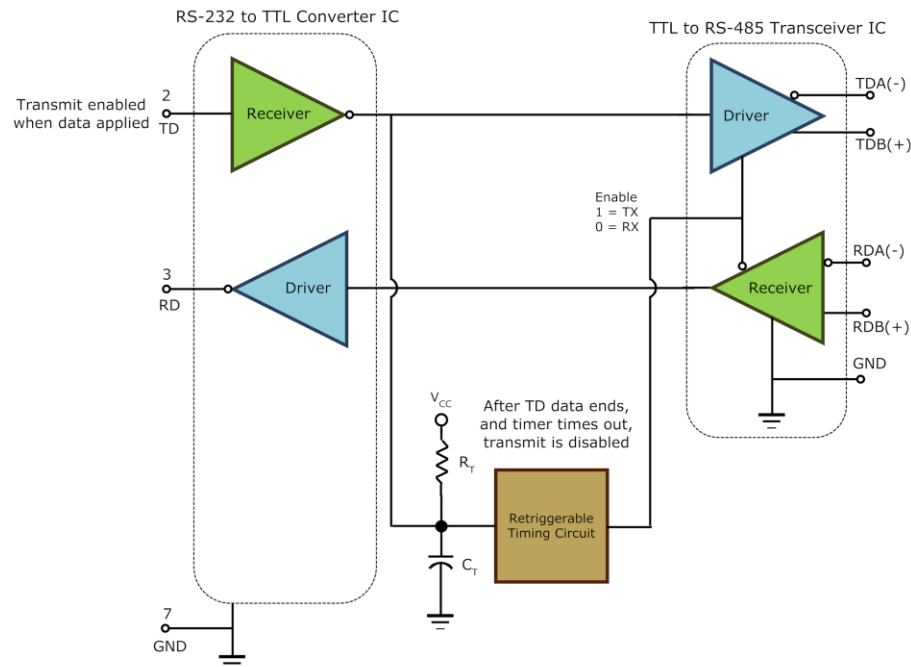 RS-232 to TTL Converter IC
TTL to RS-485 Transceiver IC
Transmit enabled
when data applied
2
TD
Receiver
Driver
TDA(-)
TDB(+)
Enable
1 = TX
0 = RX
3
RD
Driver
Receiver
RDA(-)
RDB(+)
GND
VCC
RT
CT
After TD data ends,
and timer times out,
transmit is disabled
Retriggerable
Timing Circuit
7
GND